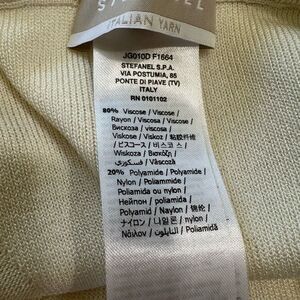 STEFANEL
ITALIAN YARN
JG010D F1664
STEFANEL S.P.A.
VIA POSTUMIA, 85
PONTE DI PIAVE (TV)
ITALY
RN 0101102
80% Viscose / Viscose /
Rayon / Viscosa / Viscose /
Вискоза / viscosa /
Viskose / Viskoz / 粘胶纤维
/ ビスコース / 비스코스 /
Wiskoza / Βισκόζη /
فسكوزي / Vâscoză
20% Polyamide / Polyamide /
Nylon / Poliammide /
Poliamida ou nylon /
Нейлон / poliamida /
Polyamid / Naylon / 锦纶 /
ナイロン / 나일론 / nylon /
Νάιλον / النايلون / Poliamidă